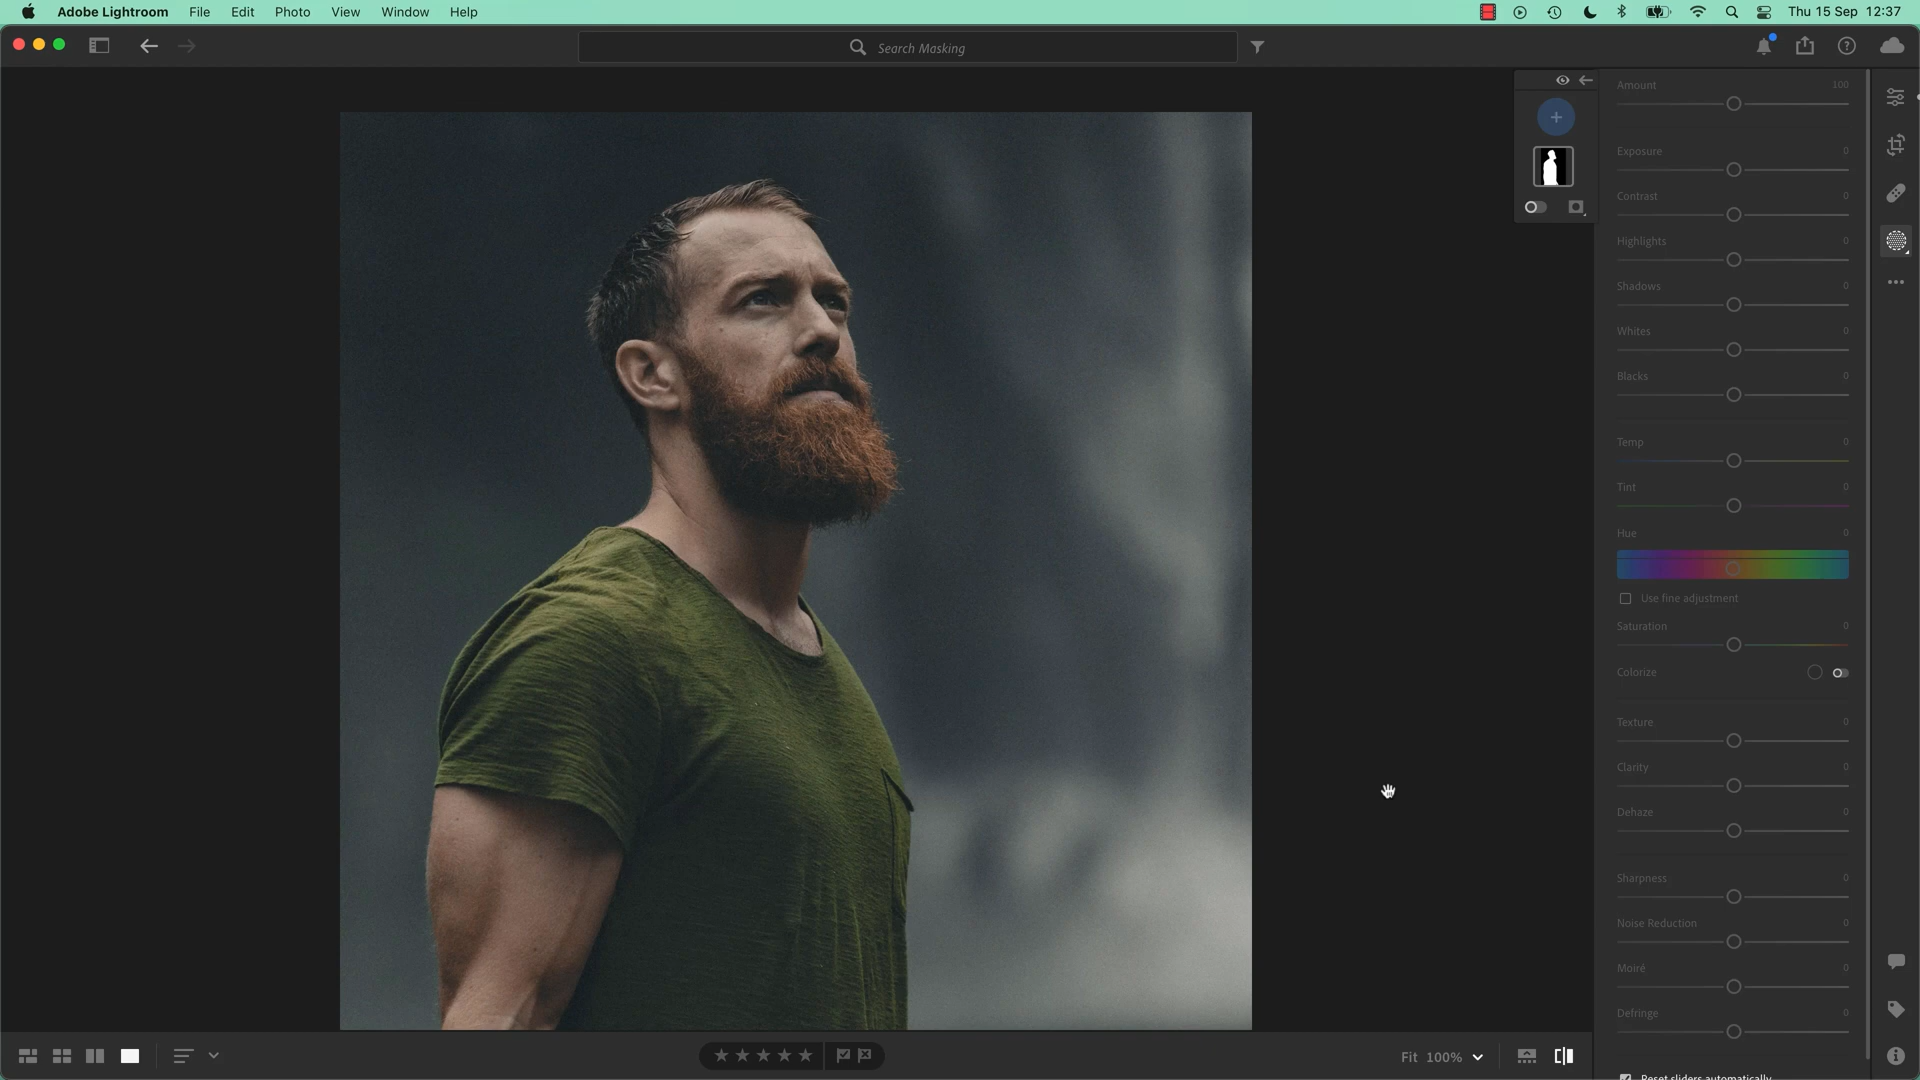 Adobe Lightroom File Edit Photo View Window Help Thu 15 Sep 12:37
Search Masking
Amount 100
Exposure 0
Contrast 0
Highlights 0
Shadows 0
Whites 0
Blacks 0
Temp 0
Tint 0
Hue 0
Use fine adjustment
Saturation 0
Colorize
Texture 0
Clarity 0
Dehaze 0
Sharpness 0
Noise Reduction 0
Moiré 0
Defringe 0
Fit 100%
Reset sliders automatically